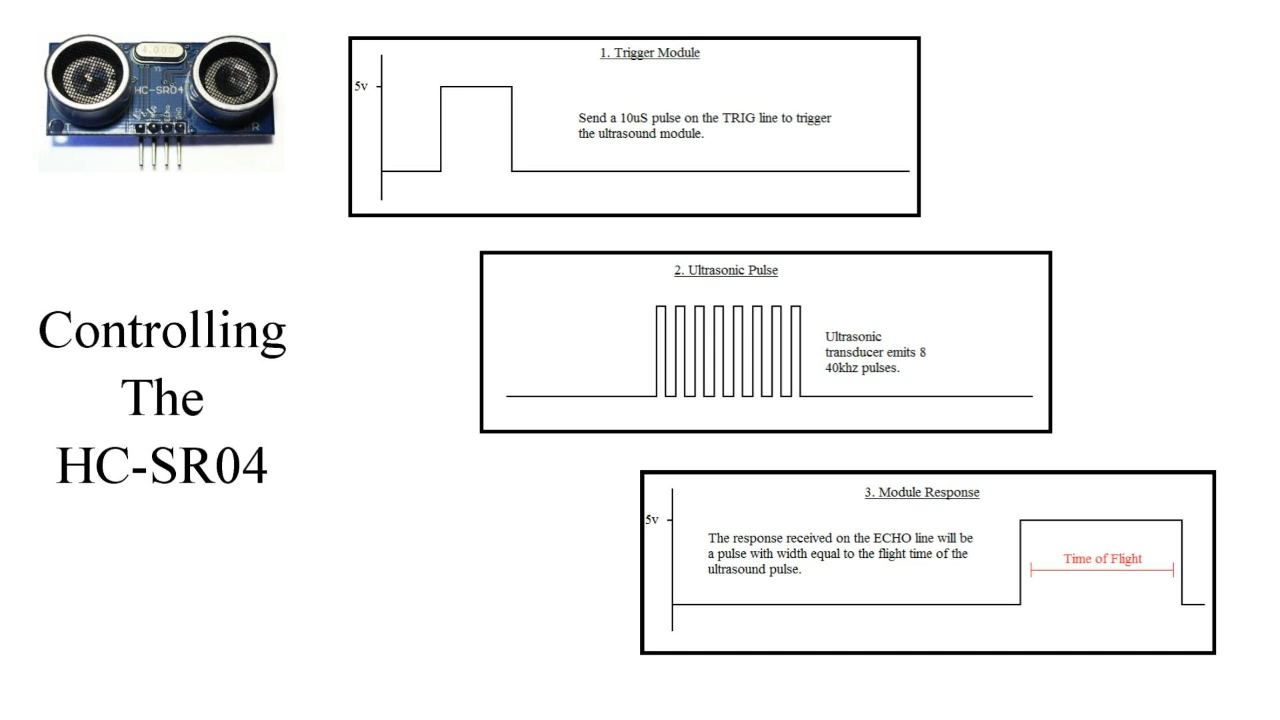 4.000
HC-SR04
T
R
Controlling
The
HC-SR04
1. Trigger Module
5v
Send a 10uS pulse on the TRIG line to trigger
the ultrasound module.
2. Ultrasonic Pulse
Ultrasonic
transducer emits 8
40khz pulses.
3. Module Response
5v
The response received on the ECHO line will be
a pulse with width equal to the flight time of the
ultrasound pulse.
Time of Flight